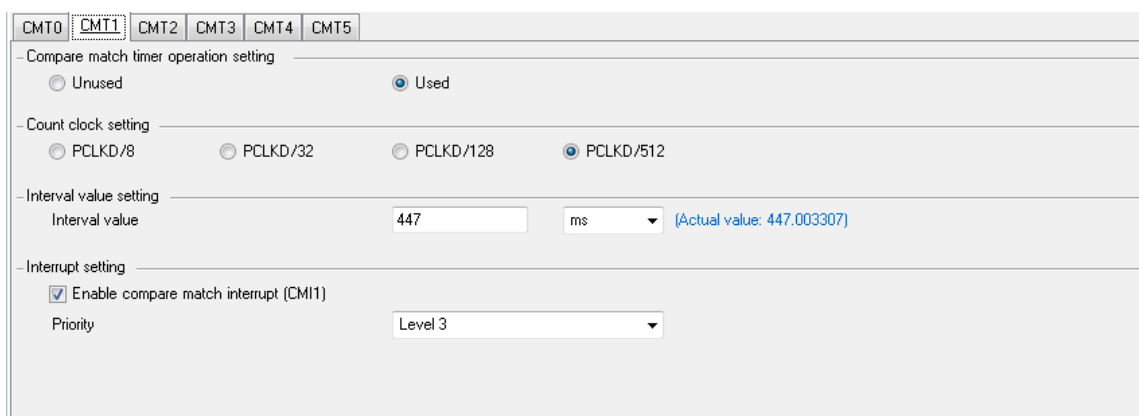 CMT0 CMT1 CMT2 CMT3 CMT4 CMT5
Compare match timer operation setting
Unused Used
Count clock setting
PCLKD/8 PCLKD/32 PCLKD/128 PCLKD/512
Interval value setting
Interval value 447 ms (Actual value: 447.003307)
Interrupt setting
Enable compare match interrupt (CMI1)
Priority Level 3